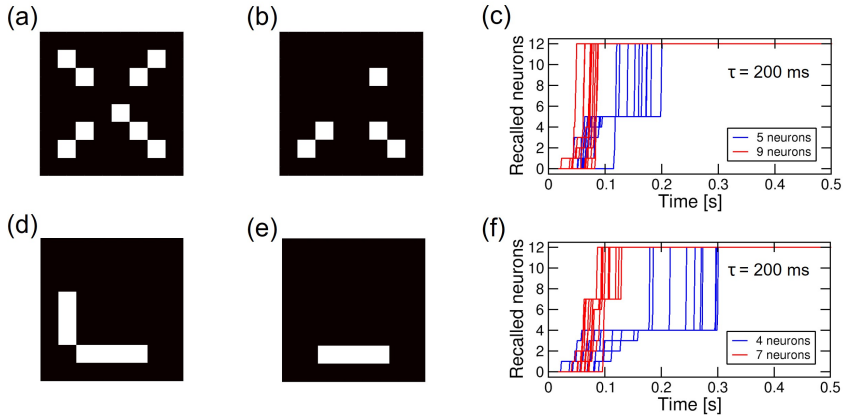 (a)
(b)
(c)
Recalled neurons
12
10
8
6
4
2
0
τ = 200 ms
5 neurons
9 neurons
0
0.1
0.2
0.3
0.4
0.5
Time [s]
(d)
(e)
(f)
Recalled neurons
12
10
8
6
4
2
0
τ = 200 ms
4 neurons
7 neurons
0
0.1
0.2
0.3
0.4
0.5
Time [s]